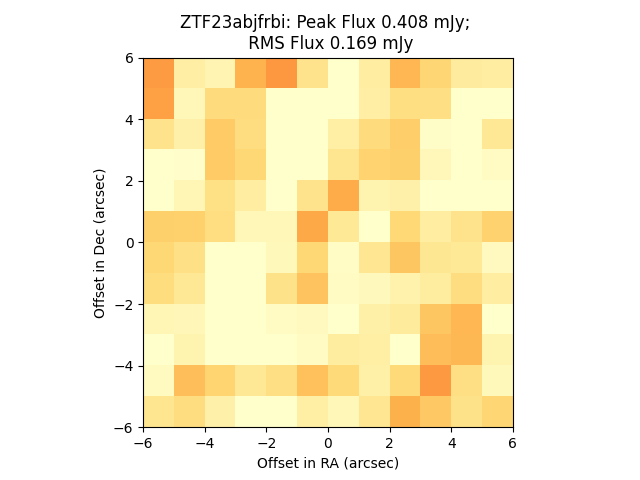 ZTF23abjfrbi: Peak Flux 0.408 mJy;
RMS Flux 0.169 mJy
6
4
2
0
−2
−4
−6
Offset in Dec (arcsec)
−6 −4 −2 0 2 4 6
Offset in RA (arcsec)